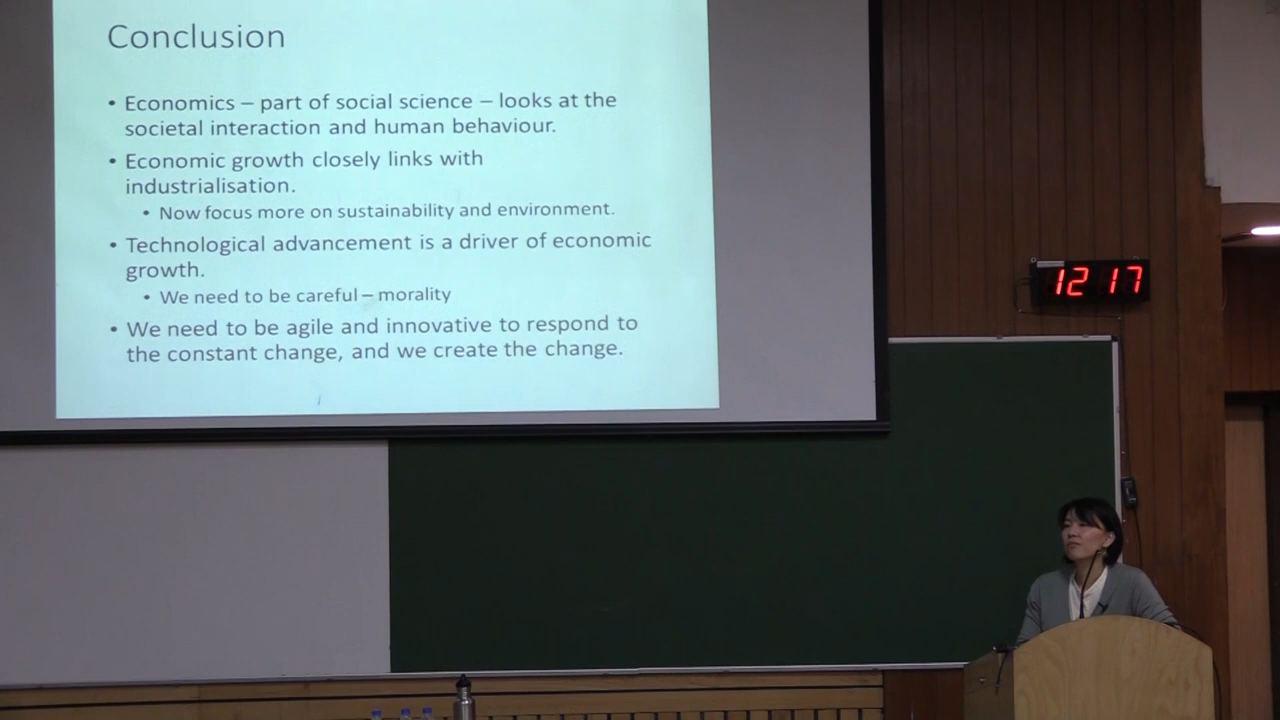 Conclusion
• Economics – part of social science – looks at the
societal interaction and human behaviour.
• Economic growth closely links with
industrialisation.
• Now focus more on sustainability and environment.
• Technological advancement is a driver of economic
growth.
• We need to be careful – morality
• We need to be agile and innovative to respond to
the constant change, and we create the change.
12 17